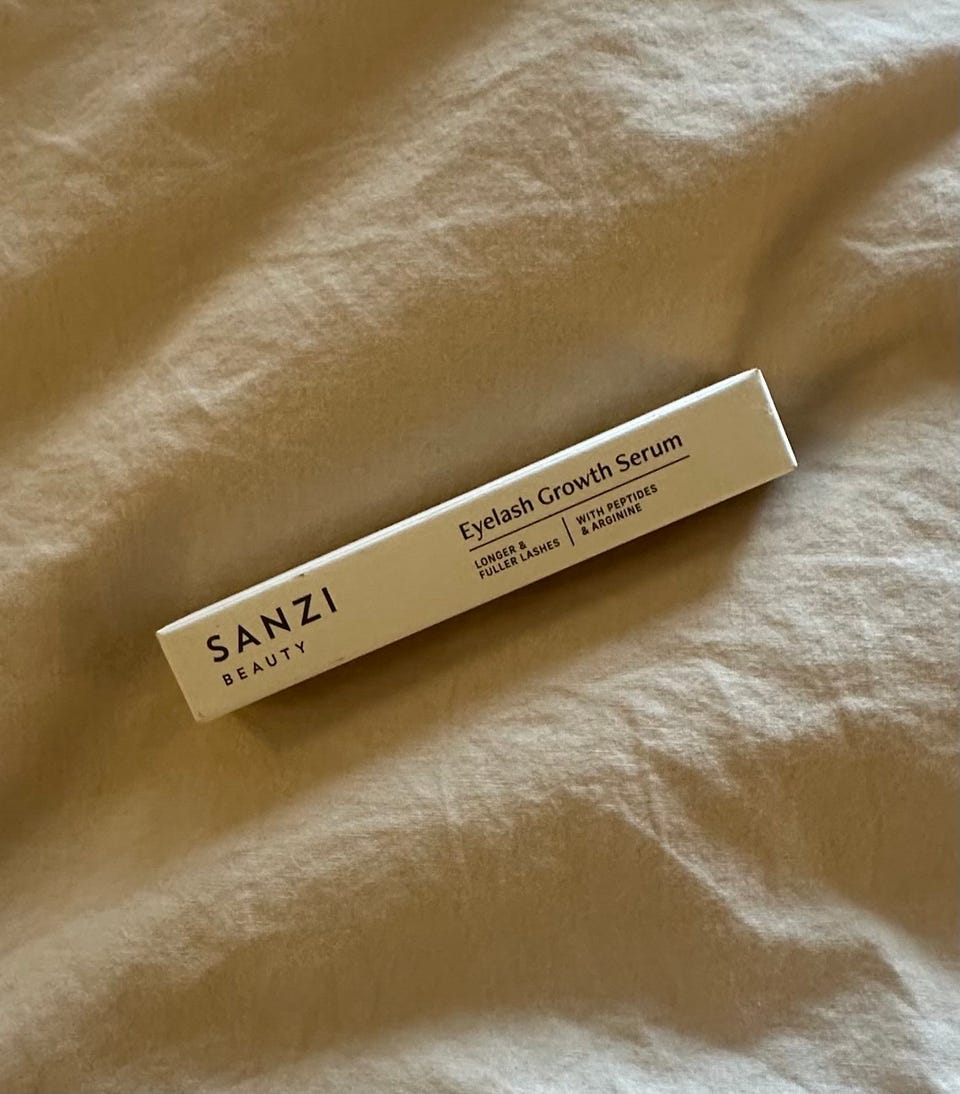 SANZI
BEAUTY
Eyelash Growth Serum
LONGER &
FULLER LASHES
WITH PEPTIDES
& ARGININE